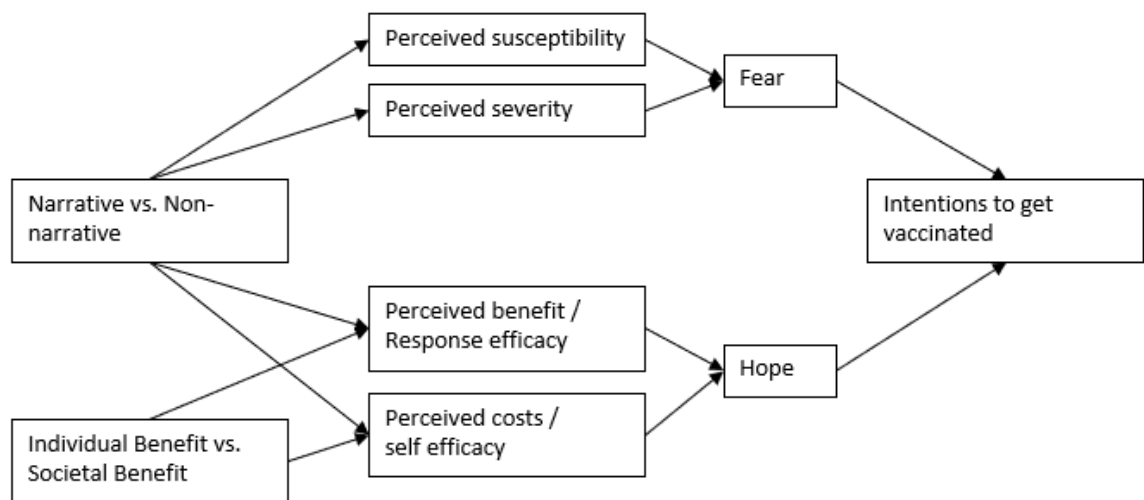 Perceived susceptibility
Fear
Perceived severity
Narrative vs. Non-
narrative
Intentions to get
vaccinated
Perceived benefit /
Response efficacy
Hope
Perceived costs /
self efficacy
Individual Benefit vs.
Societal Benefit